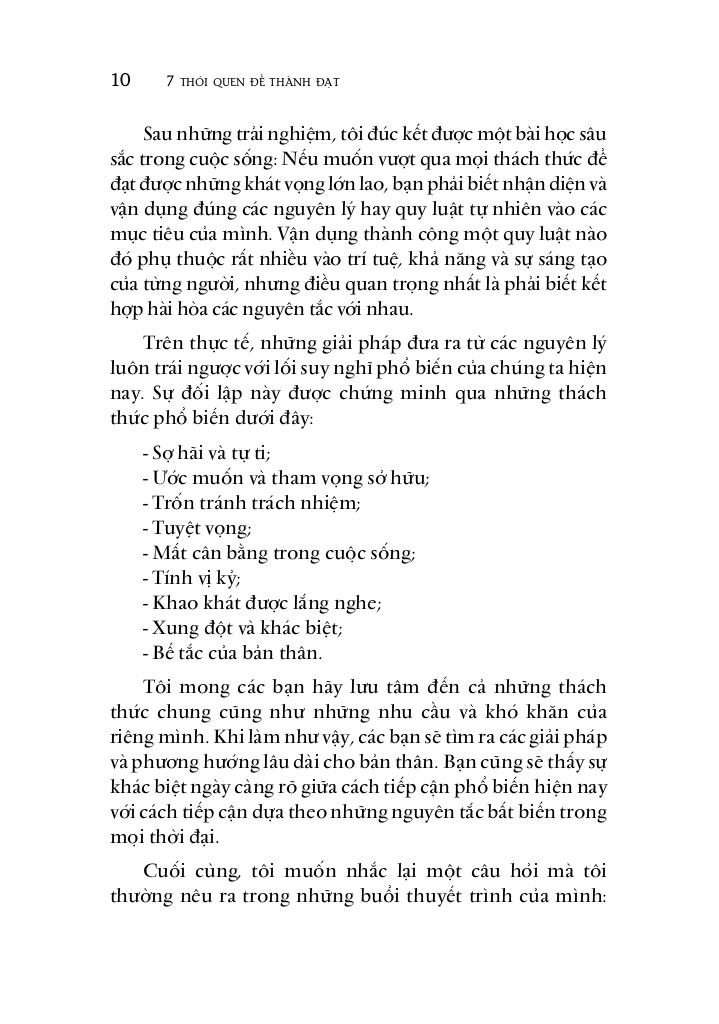 10 7 THÓI QUEN ĐỂ THÀNH ĐẠT
Sau những trải nghiệm, tôi đúc kết được một bài học sâu
sắc trong cuộc sống: Nếu muốn vượt qua mọi thách thức để
đạt được những khát vọng lớn lao, bạn phải biết nhận diện và
vận dụng đúng các nguyên lý hay quy luật tự nhiên vào các
mục tiêu của mình. Vận dụng thành công một quy luật nào
đó phụ thuộc rất nhiều vào trí tuệ, khả năng và sự sáng tạo
của từng người, nhưng điều quan trọng nhất là phải biết kết
hợp hài hòa các nguyên tắc với nhau.
Trên thực tế, những giải pháp đưa ra từ các nguyên lý
luôn trái ngược với lối suy nghĩ phổ biến của chúng ta hiện
nay. Sự đối lập này được chứng minh qua những thách
thức phổ biến dưới đây:
- Sợ hãi và tự ti;
- Ước muốn và tham vọng sở hữu;
- Trốn tránh trách nhiệm;
- Tuyệt vọng;
- Mất cân bằng trong cuộc sống;
- Tính vị kỷ;
- Khao khát được lắng nghe;
- Xung đột và khác biệt;
- Bế tắc của bản thân.
Tôi mong các bạn hãy lưu tâm đến cả những thách
thức chung cũng như những nhu cầu và khó khăn của
riêng mình. Khi làm như vậy, các bạn sẽ tìm ra các giải pháp
và phương hướng lâu dài cho bản thân. Bạn cũng sẽ thấy sự
khác biệt ngày càng rõ giữa cách tiếp cận phổ biến hiện nay
với cách tiếp cận dựa theo những nguyên tắc bất biến trong
mọi thời đại.
Cuối cùng, tôi muốn nhắc lại một câu hỏi mà tôi
thường nêu ra trong những buổi thuyết trình của mình: